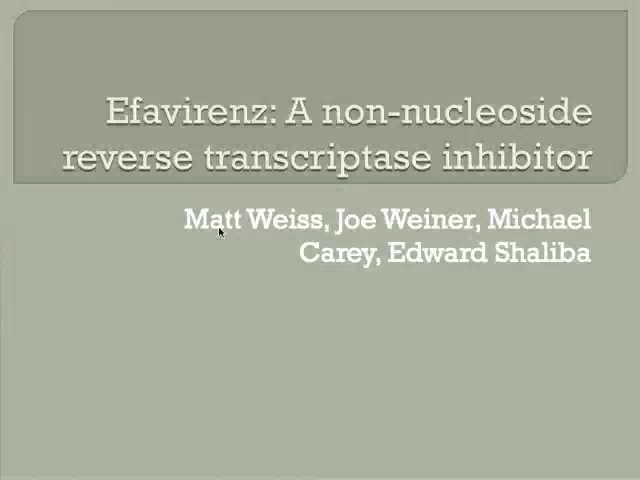 Efavirenz: A non-nucleoside
reverse transcriptase inhibitor
Matt Weiss, Joe Weiner, Michael
Carey, Edward Shaliba